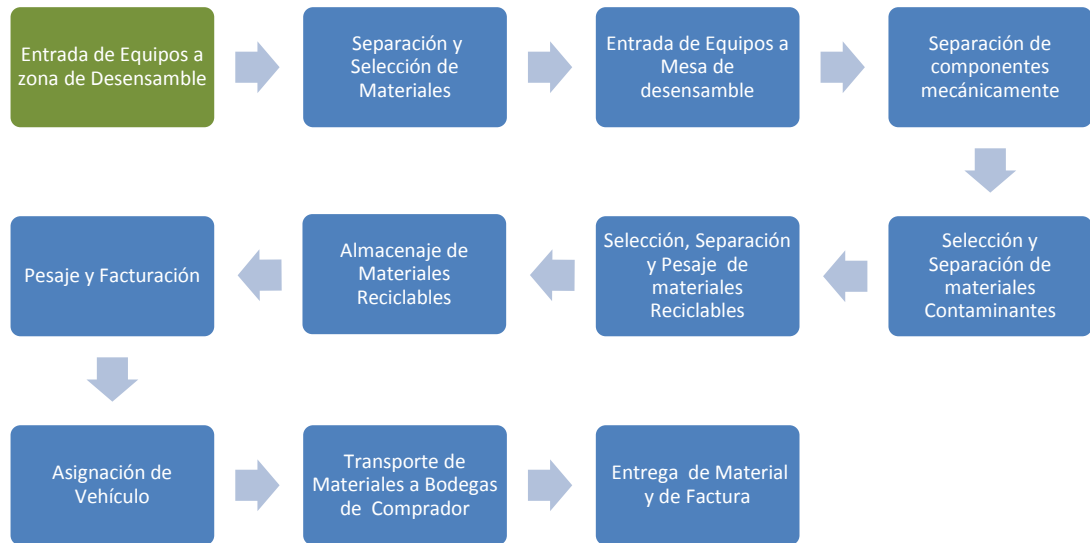 Entrada de Equipos a
zona de Desensamble
Separación y
Selección de
Materiales
Entrada de Equipos a
Mesa de
desensamble
Separación de
componentes
mecánicamente
Selección y
Separación de
materiales
Contaminantes
Selección, Separación
y Pesaje de
materiales
Reciclables
Almacenaje de
Materiales
Reciclables
Pesaje y Facturación
Asignación de
Vehículo
Transporte de
Materiales a Bodegas
de Comprador
Entrega de Material
y de Factura